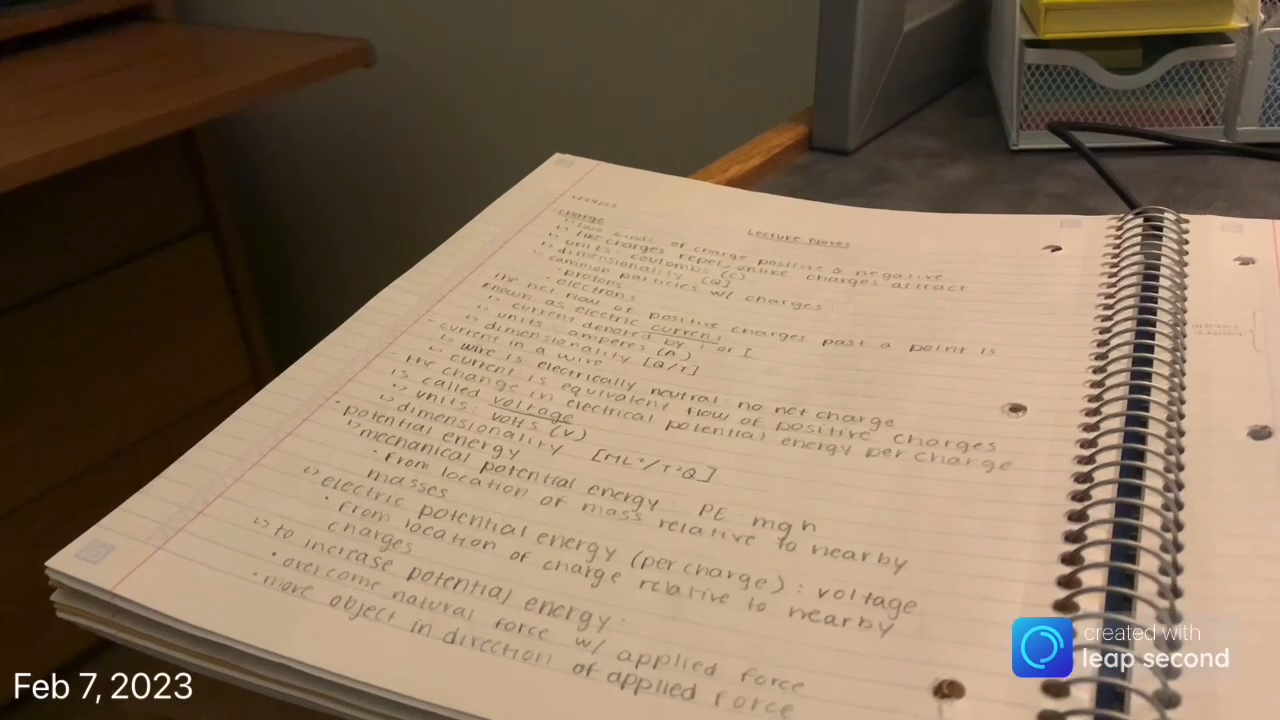 Lecture Notes
charge
↳ two kinds of charge positive & negative
↳ like charges repel, unlike charges attract
↳ units coulombs (C)
↳ dimensionality [Q]
common particles w/ charges:
• protons
• electrons
the net flow of positive charges past a point is
known as electric current
↳ current denoted by i or I
↳ units amperes (A)
↳ dimensionality [Q/T]
- current in a wire
↳ wire is electrically neutral no net charge
↳ the current is equivalent flow of positive charges
- the change in electrical potential energy per charge
is called voltage
↳ units: volts (V)
↳ dimensionality [ML²/T²Q]
• potential energy
↳ mechanical potential energy: PE = mgh
• from location of mass relative to nearby
masses
↳ electric potential energy (per charge): voltage
• from location of charge relative to nearby
charges
↳ to increase potential energy:
• overcome natural force w/ applied force
• move object in direction of applied force
Feb 7, 2023
created with
leap second